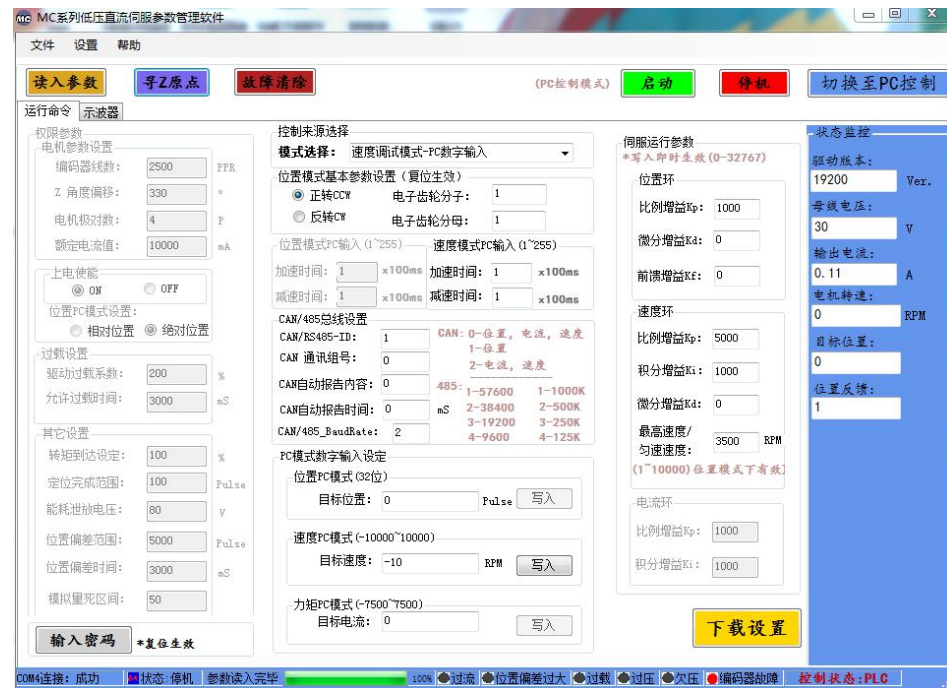 MC系列低压直流伺服参数管理软件
文件 设置 帮助
读入参数 寻Z原点 故障清除 (PC控制模式) 启动 停机 切换至PC控制
运行命令 示波器
权限参数
电机参数设置
编码器线数: 2500 PPR
Z 角度偏移: 330 °
电机极对数: 4 P
额定电流值: 10000 mA
上电使能
ON OFF
位置PC模式设置:
相对位置 绝对位置
过载设置
驱动过载系数: 200 %
允许过载时间: 3000 mS
其它设置
转矩到达设定: 100 %
定位完成范围: 100 Pulse
能耗泄放电压: 80 V
位置偏差范围: 5000 Pulse
位置偏差时间: 3000 mS
模拟量死区间: 50
输入密码 *复位生效
控制来源选择
模式选择: 速度调试模式-PC数字输入
位置模式基本参数设置（复位生效）
正转CCW 电子齿轮分子: 1
反转CW 电子齿轮分母: 1
位置模式PC输入(1~255)
加速时间: 1 x100ms
减速时间: 1 x100ms
速度模式PC输入(1~255)
加速时间: 1 x100ms
减速时间: 1 x100ms
CAN/485总线设置
CAN/RS485-ID: 1
CAN 通讯组号: 0
CAN自动报告内容: 0
CAN自动报告时间: 0 mS
CAN/485_BaudRate: 2
CAN: 0-位置, 电流, 速度
1-位置
2-电流, 速度
485: 1-57600 1-1000K
2-38400 2-500K
3-19200 3-250K
4-9600 4-125K
PC模式数字输入设定
位置PC模式(32位)
目标位置: 0 Pulse 写入
速度PC模式(-10000~10000)
目标速度: -10 RPM 写入
力矩PC模式(-7500~7500)
目标电流: 0 写入
伺服运行参数
*写入即时生效(0-32767)
位置环
比例增益Kp: 1000
微分增益Kd: 0
前馈增益Kf: 0
速度环
比例增益Kp: 5000
积分增益Ki: 1000
微分增益Kd: 0
最高速度/
匀速速度: 3500 RPM
(1~10000)位置模式下有效)
电流环
比例增益Kp: 1000
积分增益Ki: 1000
下载设置
状态监控
驱动版本:
19200 Ver.
母线电压:
30 V
输出电流:
0.11 A
电机转速:
0 RPM
目标位置:
0
位置反馈:
1
COM4连接: 成功 状态:停机 参数读入完毕 100% 过流 位置偏差过大 过载 过压 欠压 编码器故障 控制状态:PLC